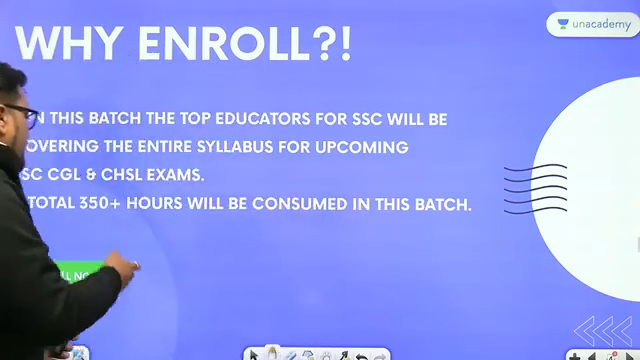 WHY ENROLL?!
unacademy
N THIS BATCH THE TOP EDUCATORS FOR SSC WILL BE
OVERING THE ENTIRE SYLLABUS FOR UPCOMING
SC CGL & CHSL EXAMS.
TOTAL 350+ HOURS WILL BE CONSUMED IN THIS BATCH.